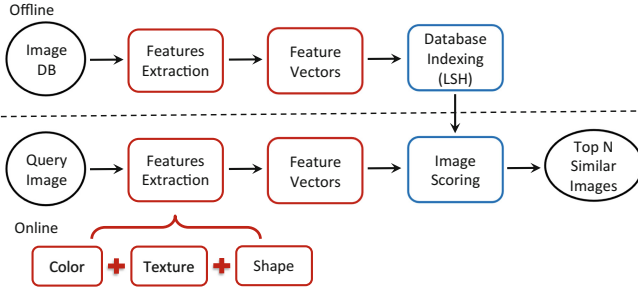 Offline
Image
DB
Features
Extraction
Feature
Vectors
Database
Indexing
(LSH)
Query
Image
Features
Extraction
Feature
Vectors
Image
Scoring
Top N
Similar
Images
Online
Color + Texture + Shape